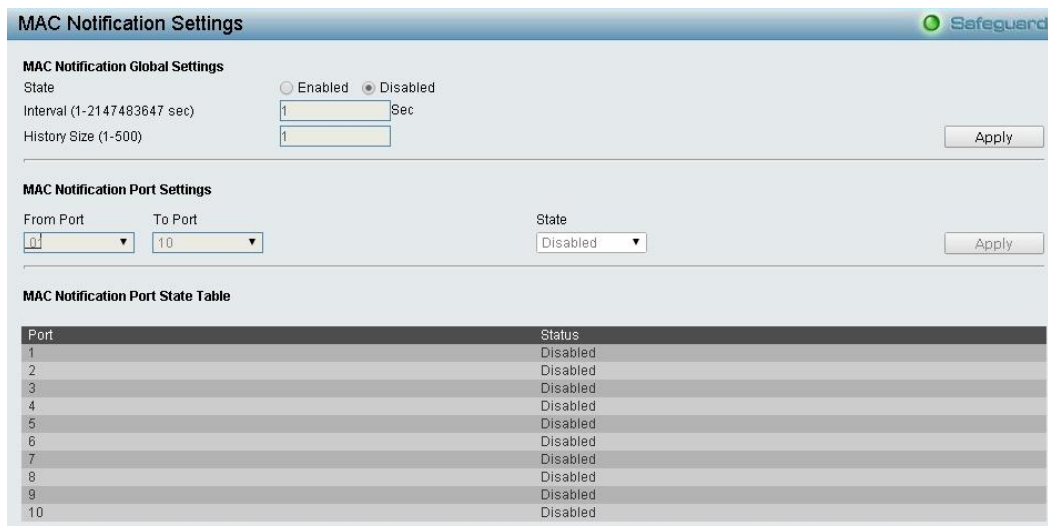 MAC Notification Settings
Safeguard
MAC Notification Global Settings
State Enabled Disabled
Interval (1-2147483647 sec) 1 Sec
History Size (1-500) 1 Apply
MAC Notification Port Settings
From Port To Port State
01 10 Disabled Apply
MAC Notification Port State Table
Port Status
1 Disabled
2 Disabled
3 Disabled
4 Disabled
5 Disabled
6 Disabled
7 Disabled
8 Disabled
9 Disabled
10 Disabled